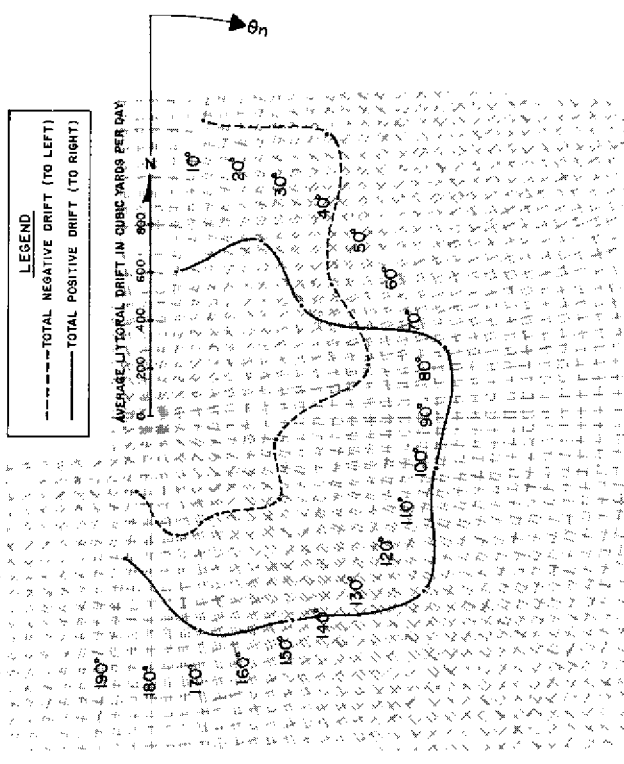 LEGEND
TOTAL NEGATIVE DRIFT (TO LEFT)
TOTAL POSITIVE DRIFT (TO RIGHT)
AVERAGE LITTORAL DRIFT IN CUBIC YARDS PER DAY
0 200 400 600 800
N
θn
10°
20°
30°
40°
50°
60°
70°
80°
90°
100°
110°
120°
130°
140°
150°
160°
170°
180°
190°